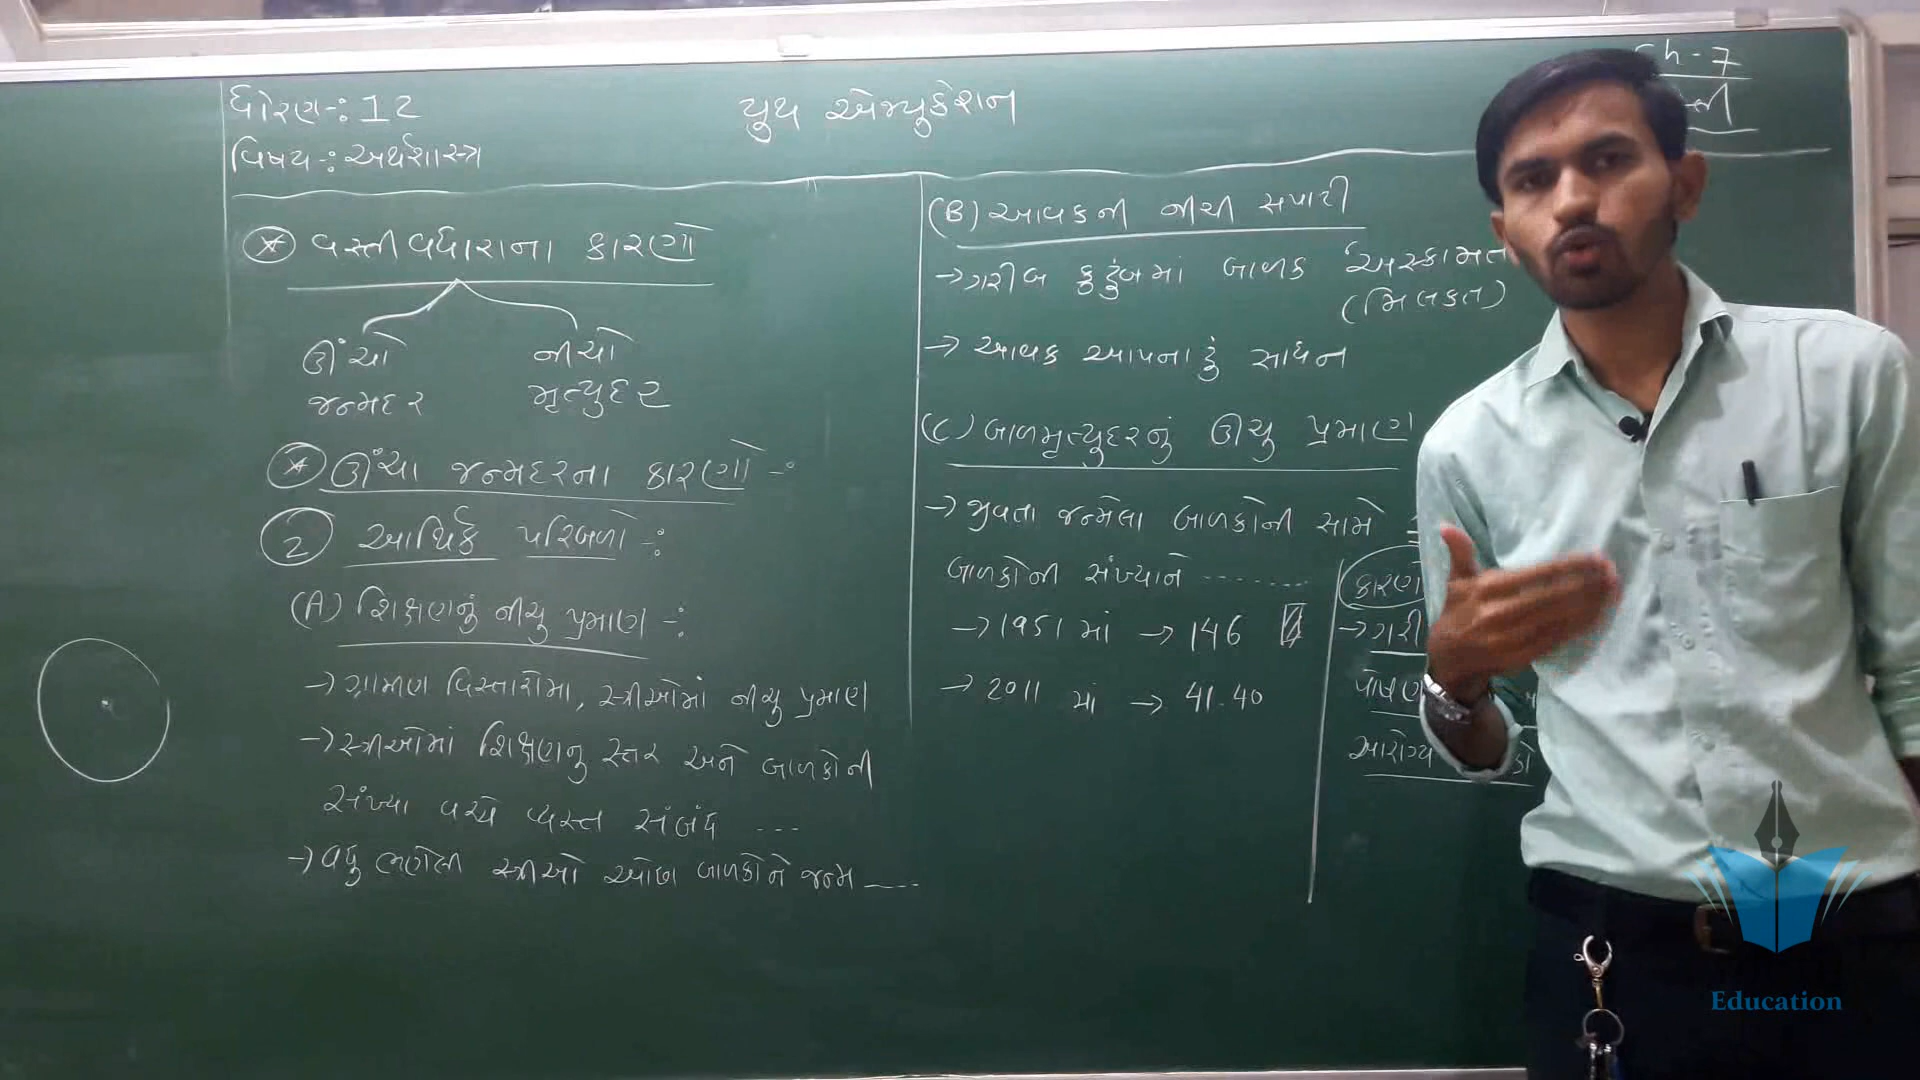 ધોરણ-: 12
વિષય-: અર્થશાસ્ત્ર
યુથ એજ્યુકેશન
Ch-7
* વસ્તીવધારાના કારણો
ઊંચો
જન્મદર
નીચો
મૃત્યુદર
* ઊંચા જન્મદરના કારણો -:
2 આર્થિક પરિબળો -:
(A) શિક્ષણનું નીચુ પ્રમાણ -:
→ ગ્રામીણ વિસ્તારોમા, સ્ત્રીઓમાં નીચુ પ્રમાણ
→ સ્ત્રીઓમાં શિક્ષણનુ સ્તર અને બાળકોની
સંખ્યા વચ્ચે વ્યસ્ત સંબંધ ---
→ વધુ ભણેલી સ્ત્રીઓ ઓછા બાળકોને જન્મ ----
(B) આવકની નીચી સપાટી
→ ગરીબ કુટુંબમાં બાળક 'અસ્કામત
(મિલકત)
→ આવક આપનારું સાધન
(C) બાળમૃત્યુદરનું ઊંચુ પ્રમાણ
→ જીવતા જન્મેલા બાળકોની સામે
બાળકોની સંખ્યાને -------
→ 1951 માં → 146
→ 2011 માં → 41.40
કારણો
→ ગરી
પોષણ
આરોગ્ય
Education